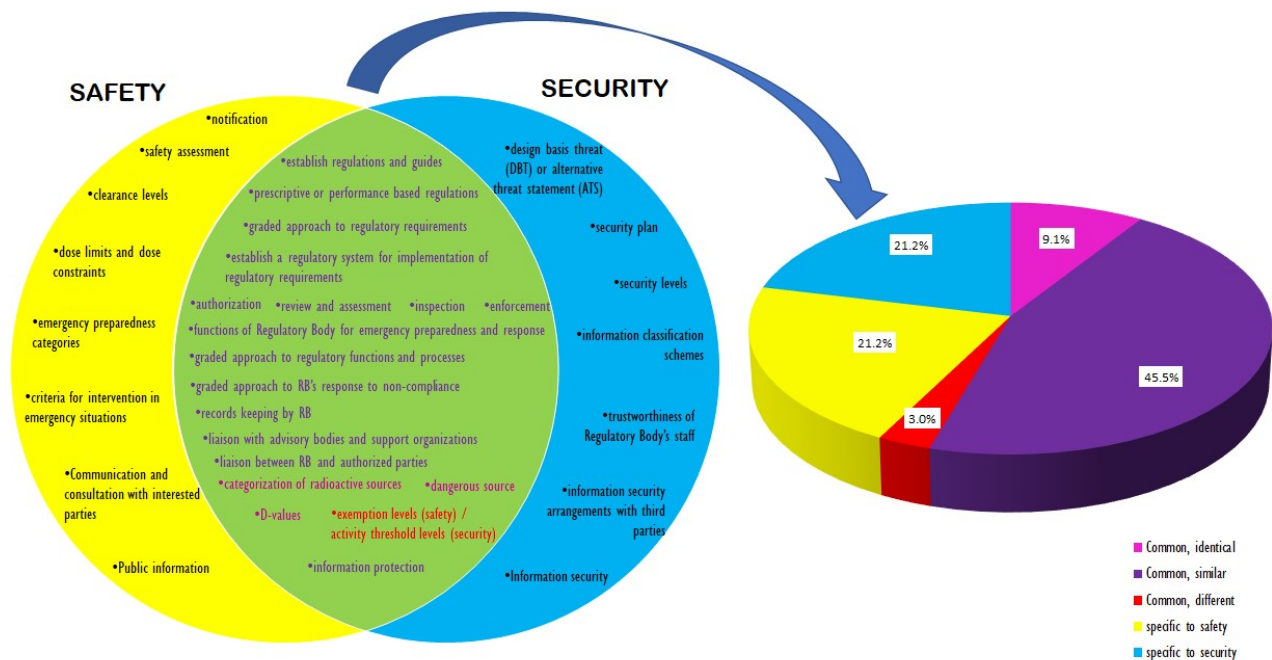 SAFETY
•notification
•safety assessment
•clearance levels
•dose limits and dose
constraints
•emergency preparedness
categories
•criteria for intervention in
emergency situations
•Communication and
consultation with interested
parties
•Public information
•establish regulations and guides
•prescriptive or performance based regulations
•graded approach to regulatory requirements
•establish a regulatory system for implementation of
regulatory requirements
•authorization •review and assessment •inspection •enforcement
•functions of Regulatory Body for emergency preparedness and response
•graded approach to regulatory functions and processes
•graded approach to RB's response to non-compliance
•records keeping by RB
•liaison with advisory bodies and support organizations
•liaison between RB and authorized parties
•categorization of radioactive sources •dangerous source
•D-values
•exemption levels (safety) /
activity threshold levels (security)
•information protection
SECURITY
•design basis threat
(DBT) or alternative
threat statement (ATS)
•security plan
•security levels
•information classification
schemes
•trustworthiness of
Regulatory Body's staff
•information security
arrangements with third
parties
•Information security
9.1%
45.5%
3.0%
21.2%
21.2%
Common, identical
Common, similar
Common, different
specific to safety
specific to security